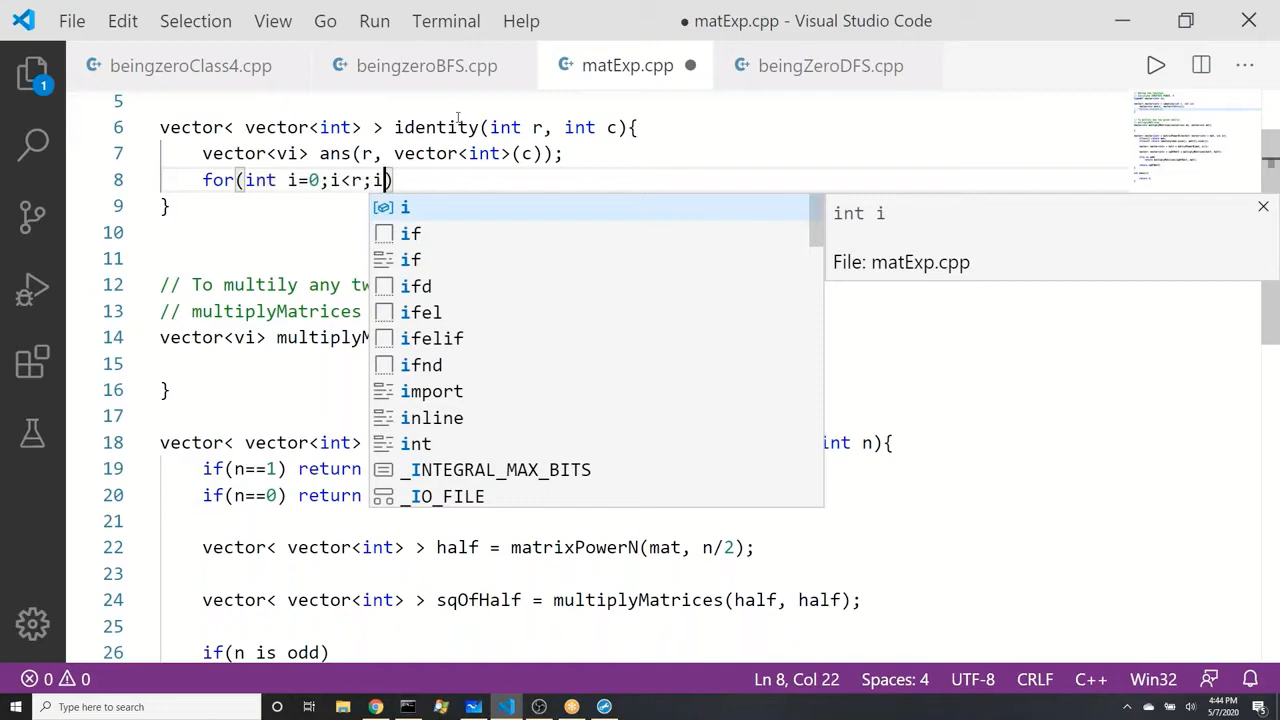 File Edit Selection View Go Run Terminal Help ● matExp.cpp - Visual Studio Code
beingzeroClass4.cpp beingzeroBFS.cpp matExp.cpp ● beingZeroDFS.cpp
1
5
6 vector< vector<int> > identity(int r, int c){
7 vector<vi> ans(r, vector<int>(c));
8 for(int i=0;i<r;i)
9 }
10
11
12 // To multily any tw
13 // multiplyMatrices
14 vector<vi> multiplyM
15
16 }
17
18 vector< vector<int> int n){
19 if(n==1) return
20 if(n==0) return
21
22 vector< vector<int> > half = matrixPowerN(mat, n/2);
23
24 vector< vector<int> > sqOfHalf = multiplyMatrices(half, half);
25
26 if(n is odd)
i
if
if
ifd
ifel
ifelif
ifnd
import
inline
int
_INTEGRAL_MAX_BITS
_IO_FILE
int i
File: matExp.cpp
0 0 Ln 8, Col 22 Spaces: 4 UTF-8 CRLF C++ Win32
Type here to search
4:44 PM
5/7/2020